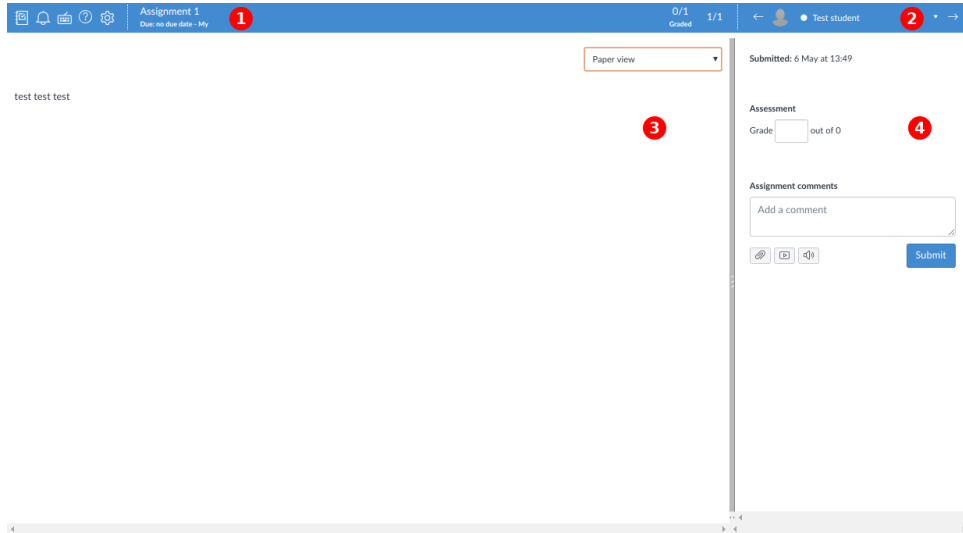 Assignment 1
Due: no due date - My
1
0/1
Graded
1/1
Test student
2
Paper view
Submitted: 6 May at 13:49
test test test
3
Assessment
Grade out of 0
4
Assignment comments
Add a comment
Submit